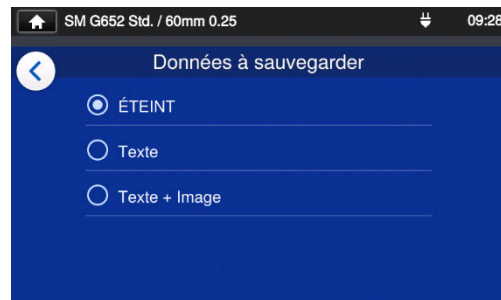 SM G652 Std. / 60mm 0.25 09:28
Données à sauvegarder
ÉTEINT
Texte
Texte + Image